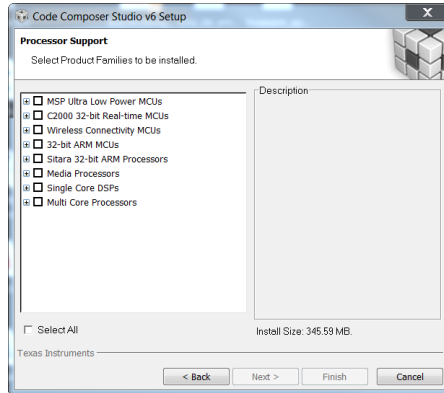 Code Composer Studio v6 Setup
X
Processor Support
Select Product Families to be installed.
MSP Ultra Low Power MCUs
C2000 32-bit Real-time MCUs
Wireless Connectivity MCUs
32-bit ARM MCUs
Sitara 32-bit ARM Processors
Media Processors
Single Core DSPs
Multi Core Processors
Description
Select All
Install Size: 345.59 MB.
Texas Instruments
< Back Next > Finish Cancel